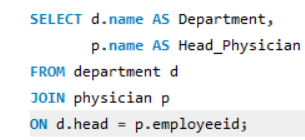 SELECT d.name AS Department,
       p.name AS Head_Physician
FROM department d
JOIN physician p
ON d.head = p.employeeid;